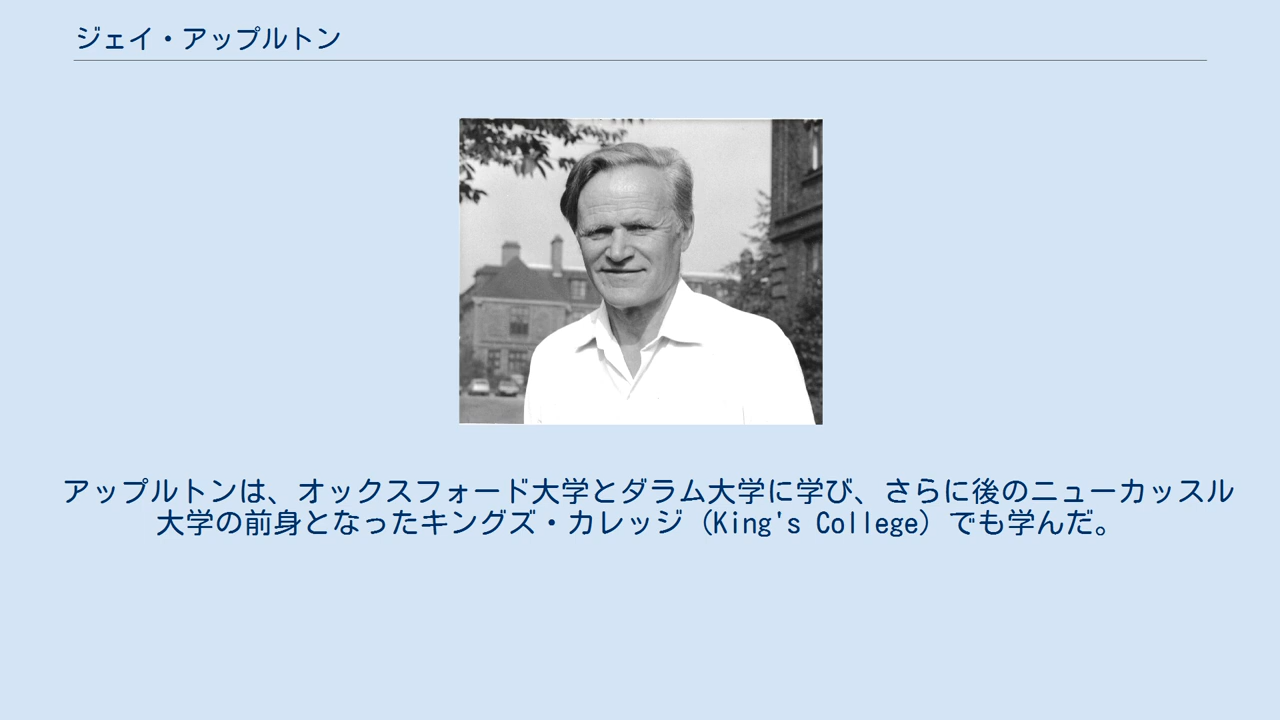 ジェイ・アップルトン
アップルトンは、オックスフォード大学とダラム大学に学び、さらに後のニューカッスル
大学の前身となったキングズ・カレッジ（King's College）でも学んだ。